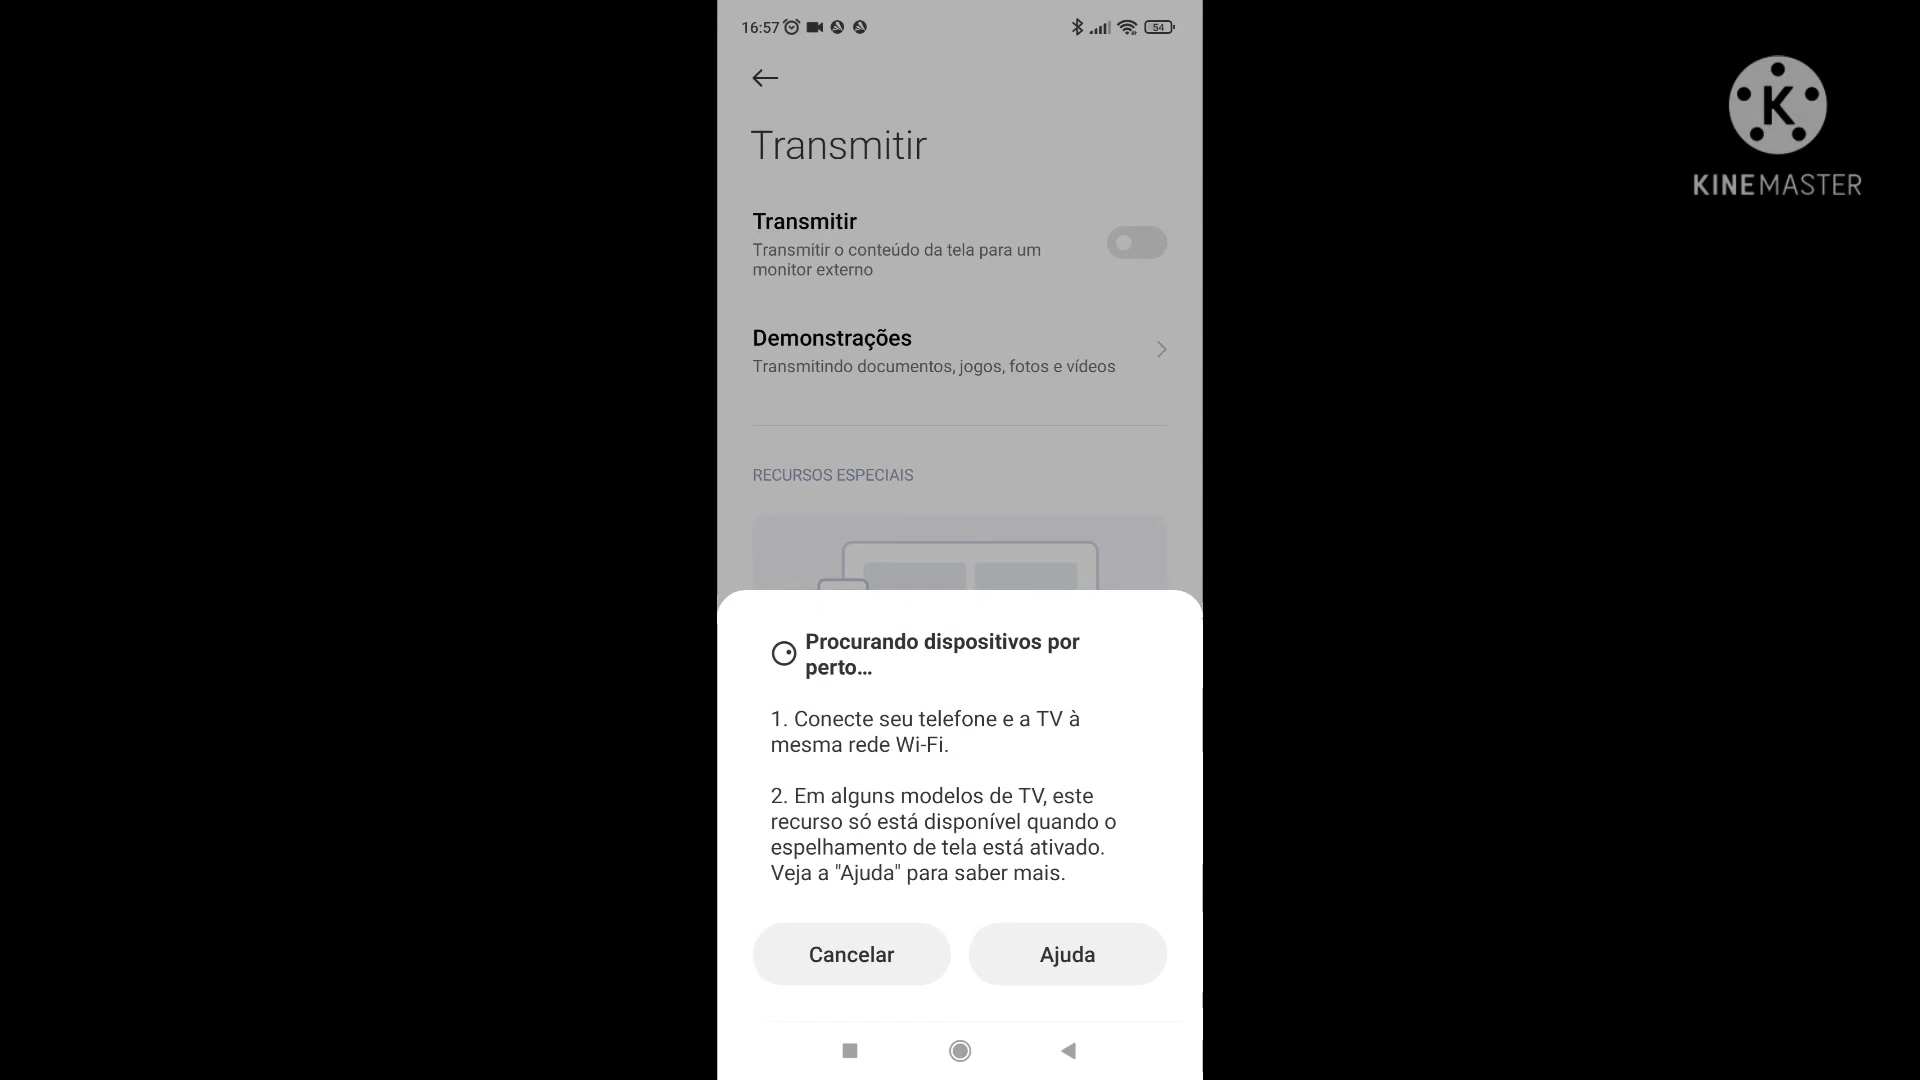 16:57
54
Transmitir
Transmitir
Transmitir o conteúdo da tela para um
monitor externo
Demonstrações
Transmitindo documentos, jogos, fotos e vídeos
RECURSOS ESPECIAIS
Procurando dispositivos por
perto...
1. Conecte seu telefone e a TV à
mesma rede Wi-Fi.
2. Em alguns modelos de TV, este
recurso só está disponível quando o
espelhamento de tela está ativado.
Veja a "Ajuda" para saber mais.
Cancelar
Ajuda
K
KINEMASTER